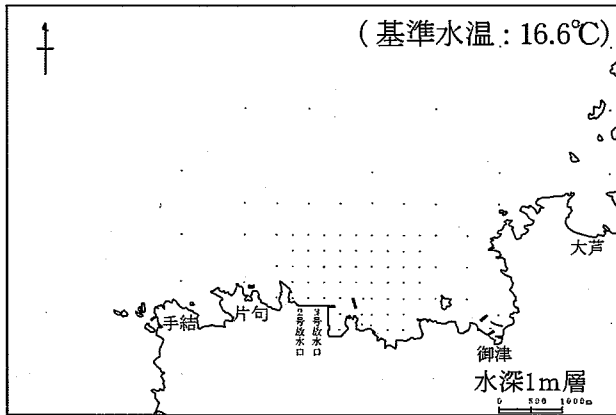 (基準水温：16.6℃)
大芦
手結
片句
2号放水口
3号放水口
御津
水深1m層
0 500 1000m